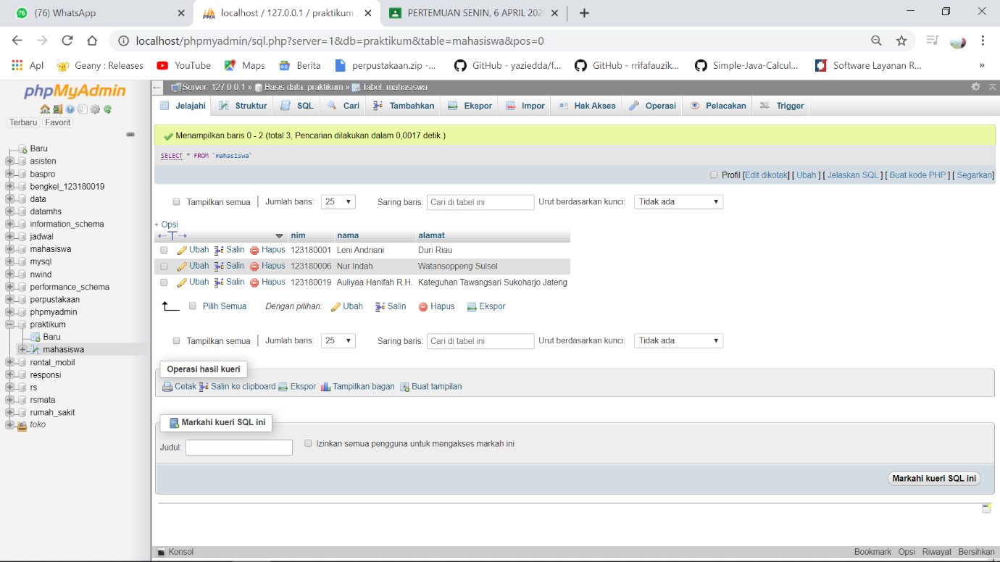 76 (76) WhatsApp
PMA localhost / 127.0.0.1 / praktikum
PERTEMUAN SENIN, 6 APRIL 202
localhost/phpmyadmin/sql.php?server=1&db=praktikum&table=mahasiswa&pos=0
Apl Geany : Releases YouTube Maps Berita perpustakaan.zip -... GitHub - yaziedda/f... GitHub - rrifafauzik... Simple-Java-Calcul... Software Layanan R... »
phpMyAdmin
Terbaru Favorit
Baru
asisten
baspro
bengkel_123180019
data
datamhs
information_schema
jadwal
mahasiswa
mysql
nwind
performance_schema
perpustakaan
phpmyadmin
praktikum
Baru
mahasiswa
rental_mobil
responsi
rs
rsmata
rumah_sakit
toko
Server: 127.0.0.1 » Basis data: praktikum » Tabel: mahasiswa
Jelajahi Struktur SQL Cari Tambahkan Ekspor Impor Hak Akses Operasi Pelacakan Trigger
Menampilkan baris 0 - 2 (total 3, Pencarian dilakukan dalam 0,0017 detik.)
SELECT * FROM `mahasiswa`
Profil [Edit dikotak] [ Ubah ] [ Jelaskan SQL ] [ Buat kode PHP ] [ Segarkan]
Tampilkan semua | Jumlah baris: 25 Saring baris: Cari di tabel ini Urut berdasarkan kunci: Tidak ada
+ Opsi
←T→ nim nama alamat
Ubah Salin Hapus 123180001 Leni Andriani Duri Riau
Ubah Salin Hapus 123180006 Nur Indah Watansoppeng Sulsel
Ubah Salin Hapus 123180019 Auliyaa Hanifah R.H. Kateguhan Tawangsari Sukoharjo Jateng
Pilih Semua Dengan pilihan: Ubah Salin Hapus Ekspor
Tampilkan semua | Jumlah baris: 25 Saring baris: Cari di tabel ini Urut berdasarkan kunci: Tidak ada
Operasi hasil kueri
Cetak Salin ke clipboard Ekspor Tampilkan bagan Buat tampilan
Markahi kueri SQL ini
Judul: Izinkan semua pengguna untuk mengakses markah ini
Markahi kueri SQL ini
Konsol Bookmark Opsi Riwayat Bersihkan